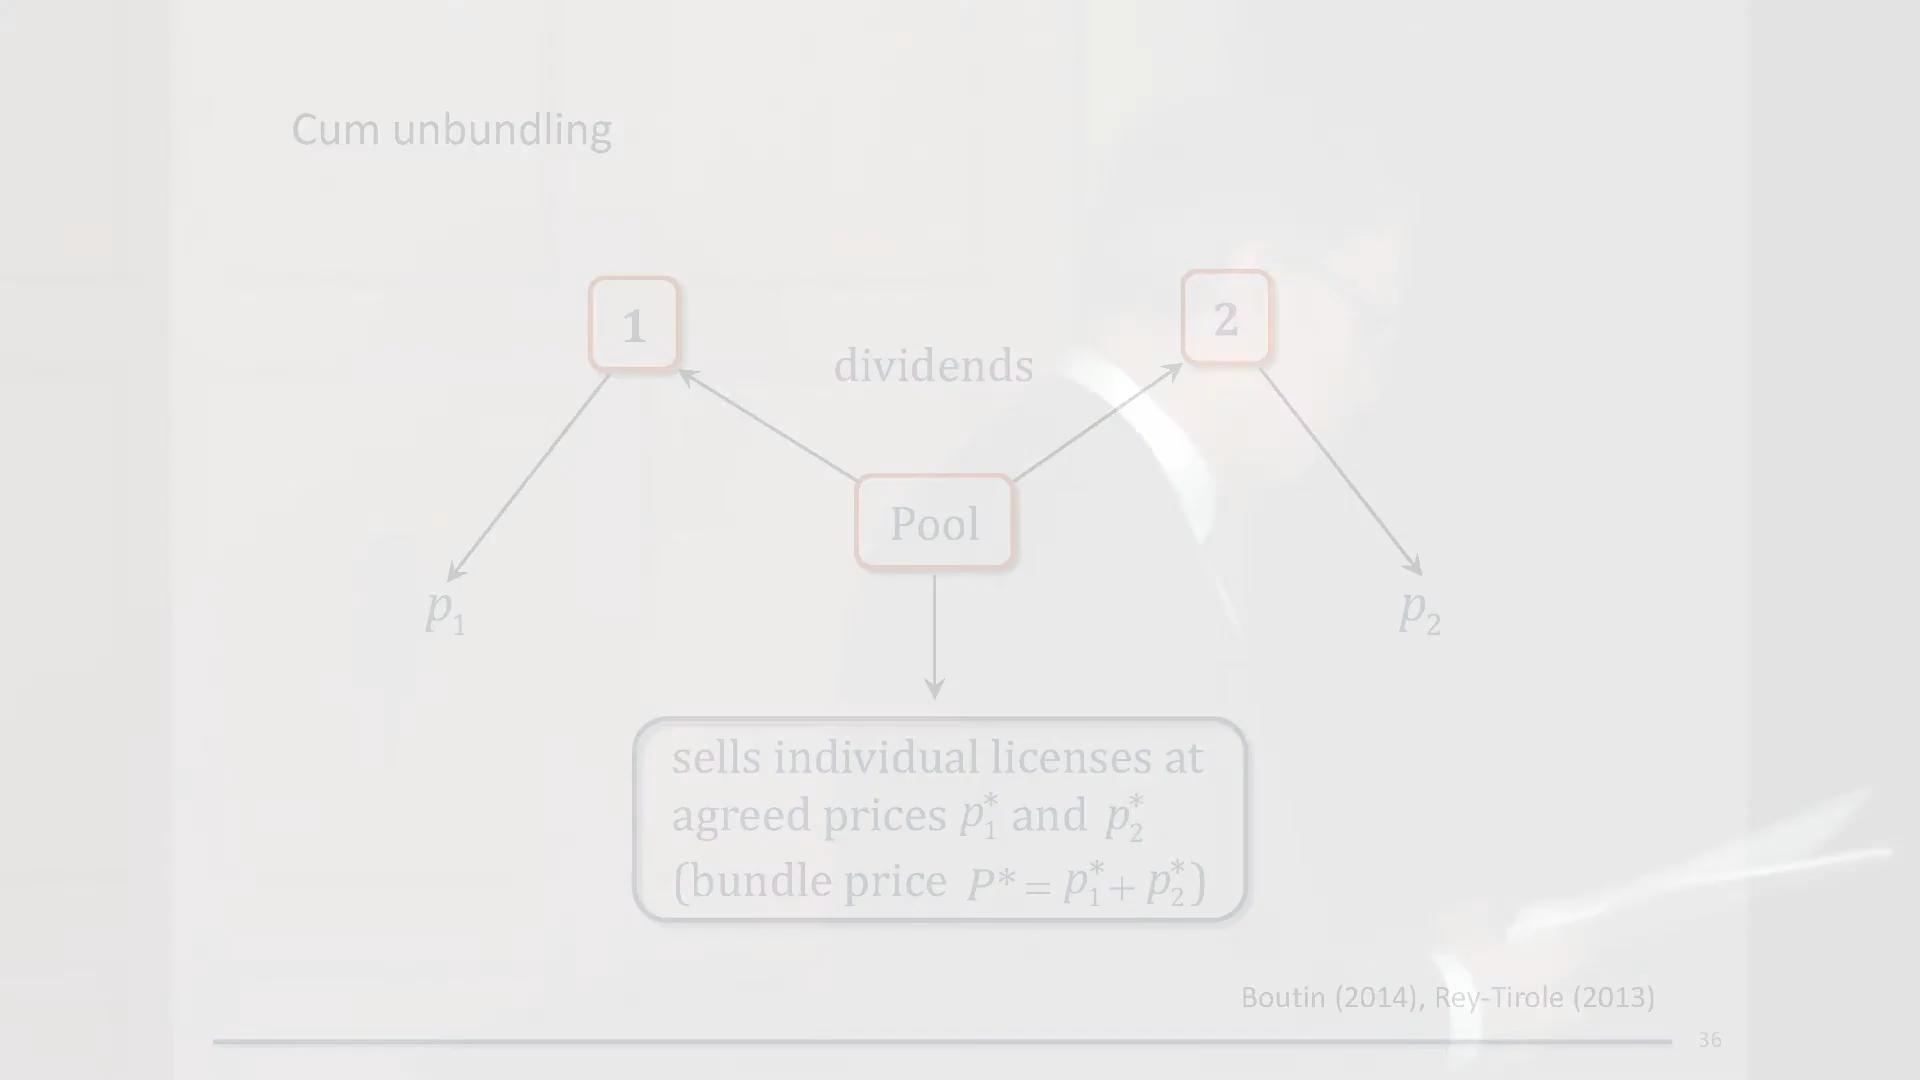 Cum unbundling
1
2
dividends
Pool
p₁
p₂
sells individual licenses at
agreed prices p₁* and p₂*
(bundle price P* = p₁* + p₂*)
Boutin (2014), Rey-Tirole (2013)
36